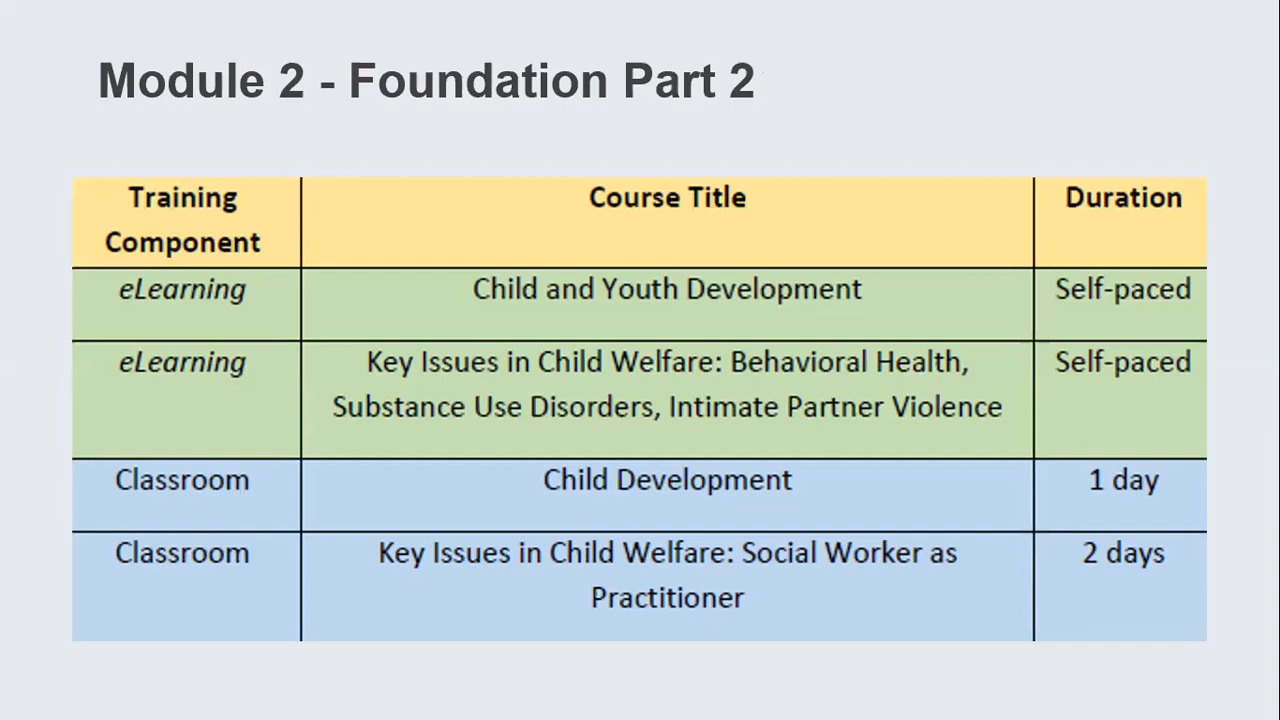 Module 2 - Foundation Part 2
Training
Component
Course Title
Duration
eLearning
Child and Youth Development
Self-paced
eLearning
Key Issues in Child Welfare: Behavioral Health,
Substance Use Disorders, Intimate Partner Violence
Self-paced
Classroom
Child Development
1 day
Classroom
Key Issues in Child Welfare: Social Worker as
Practitioner
2 days